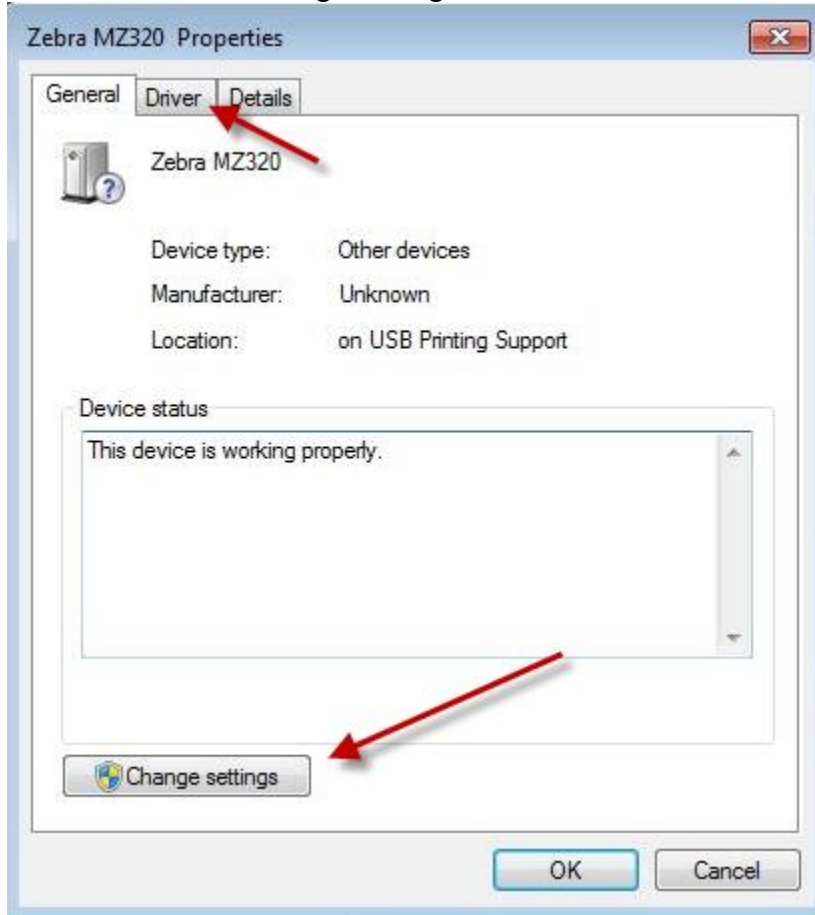 Zebra MZ320 Properties
General Driver Details
Zebra MZ320
Device type: Other devices
Manufacturer: Unknown
Location: on USB Printing Support
Device status
This device is working properly.
Change settings
OK Cancel